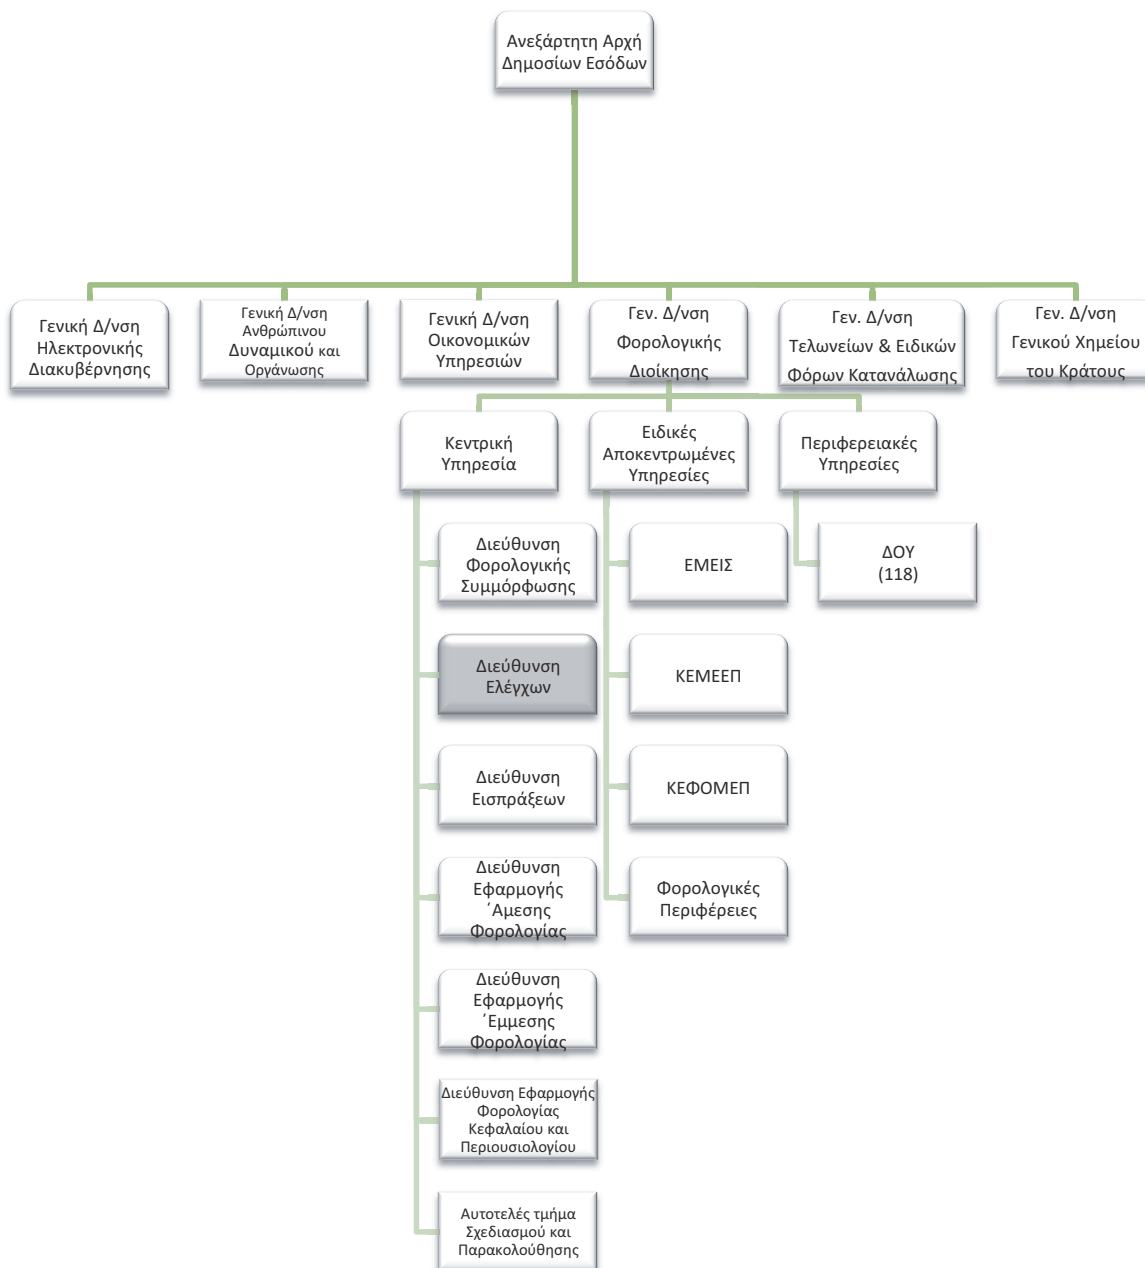 Ανεξάρτητη Αρχή
Δημοσίων Εσόδων
Γενική Δ/νση
Ηλεκτρονικής
Διακυβέρνησης
Γενική Δ/νση
Ανθρώπινου
Δυναμικού και
Οργάνωσης
Γενική Δ/νση
Οικονομικών
Υπηρεσιών
Γεν. Δ/νση
Φορολογικής
Διοίκησης
Γεν. Δ/νση
Τελωνείων & Ειδικών
Φόρων Κατανάλωσης
Γεν. Δ/νση
Γενικού Χημείου
του Κράτους
Κεντρική
Υπηρεσία
Ειδικές
Αποκεντρωμένες
Υπηρεσίες
Περιφερειακές
Υπηρεσίες
Διεύθυνση
Φορολογικής
Συμμόρφωσης
ΕΜΕΙΣ
ΔΟΥ
(118)
Διεύθυνση
Ελέγχων
ΚΕΜΕΕΠ
Διεύθυνση
Εισπράξεων
ΚΕΦΟΜΕΠ
Διεύθυνση
Εφαρμογής
΄Αμεσης
Φορολογίας
Φορολογικές
Περιφέρειες
Διεύθυνση
Εφαρμογής
΄Εμμεσης
Φορολογίας
Διεύθυνση Εφαρμογής
Φορολογίας
Κεφαλαίου και
Περιουσιολογίου
Αυτοτελές τμήμα
Σχεδιασμού και
Παρακολούθησης